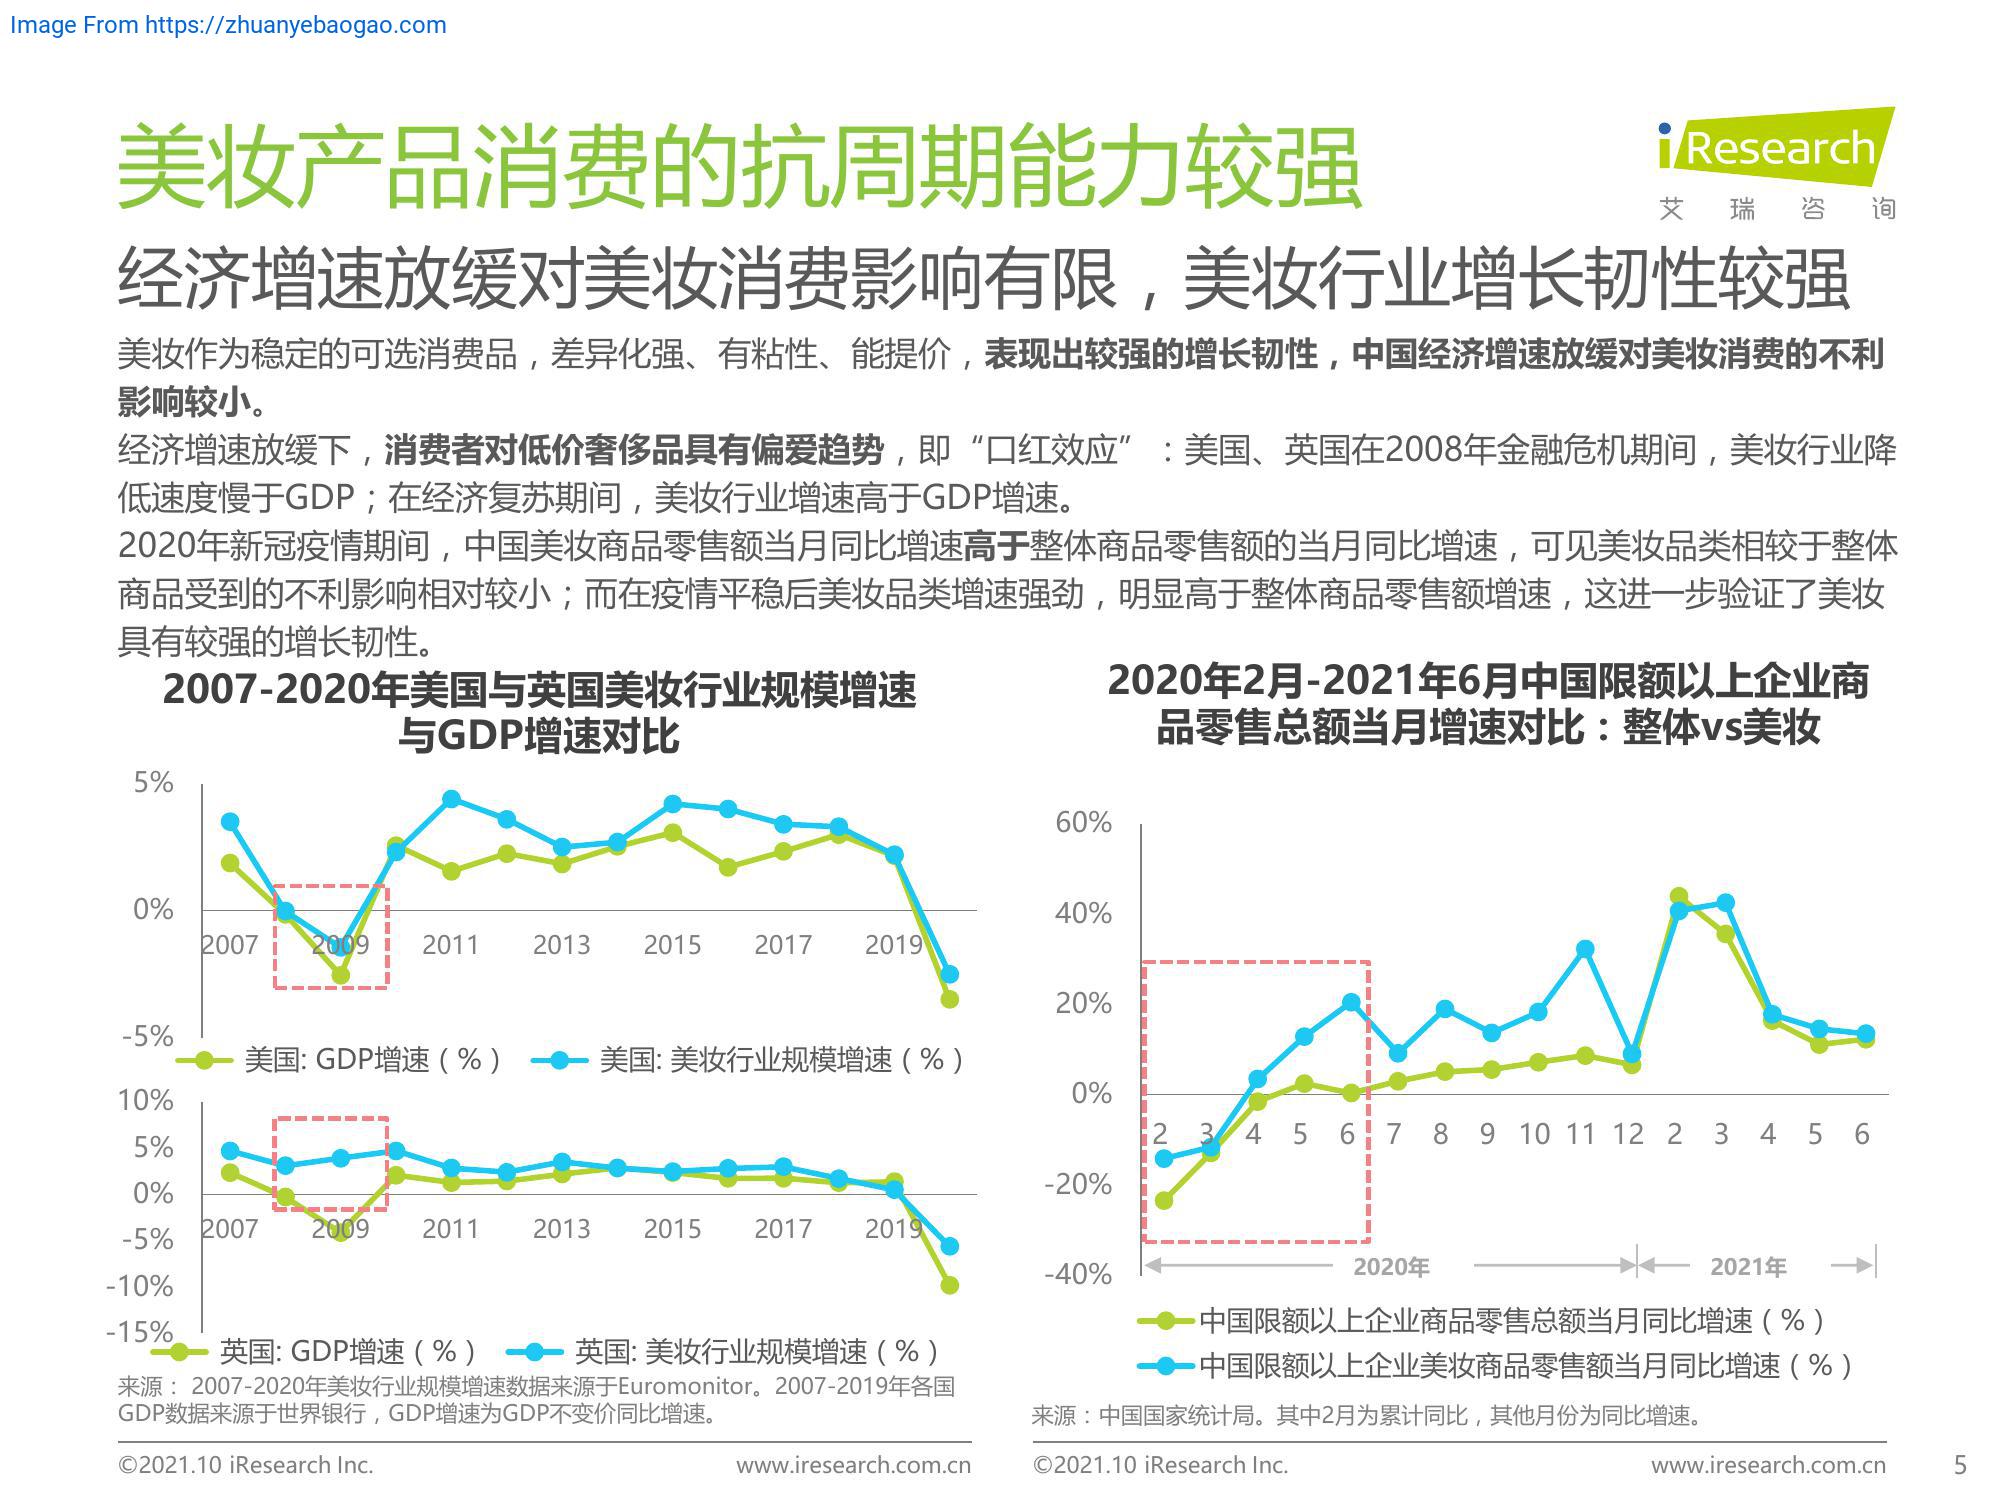 Image From https://zhuanyebaogao.com
美妆产品消费的抗周期能力较强
iResearch
艾 瑞 咨 询
经济增速放缓对美妆消费影响有限，美妆行业增长韧性较强
美妆作为稳定的可选消费品，差异化强、有粘性、能提价，表现出较强的增长韧性，中国经济增速放缓对美妆消费的不利
影响较小。
经济增速放缓下，消费者对低价奢侈品具有偏爱趋势，即“口红效应”：美国、英国在2008年金融危机期间，美妆行业降
低速度慢于GDP；在经济复苏期间，美妆行业增速高于GDP增速。
2020年新冠疫情期间，中国美妆商品零售额当月同比增速高于整体商品零售额的当月同比增速，可见美妆品类相较于整体
商品受到的不利影响相对较小；而在疫情平稳后美妆品类增速强劲，明显高于整体商品零售额增速，这进一步验证了美妆
具有较强的增长韧性。
2007-2020年美国与英国美妆行业规模增速
与GDP增速对比
5%
0%
2007 2009 2011 2013 2015 2017 2019
-5%
美国: GDP增速（%） 美国: 美妆行业规模增速（%）
10%
5%
0%
2007 2009 2011 2013 2015 2017 2019
-5%
-10%
-15%
英国: GDP增速（%） 英国: 美妆行业规模增速（%）
来源： 2007-2020年美妆行业规模增速数据来源于Euromonitor。2007-2019年各国
GDP数据来源于世界银行，GDP增速为GDP不变价同比增速。
2020年2月-2021年6月中国限额以上企业商
品零售总额当月增速对比：整体vs美妆
60%
40%
20%
0%
2 3 4 5 6 7 8 9 10 11 12 2 3 4 5 6
-20%
-40%
2020年 2021年
中国限额以上企业商品零售总额当月同比增速（%）
中国限额以上企业美妆商品零售额当月同比增速（%）
来源：中国国家统计局。其中2月为累计同比，其他月份为同比增速。
©2021.10 iResearch Inc. www.iresearch.com.cn
©2021.10 iResearch Inc. www.iresearch.com.cn
5